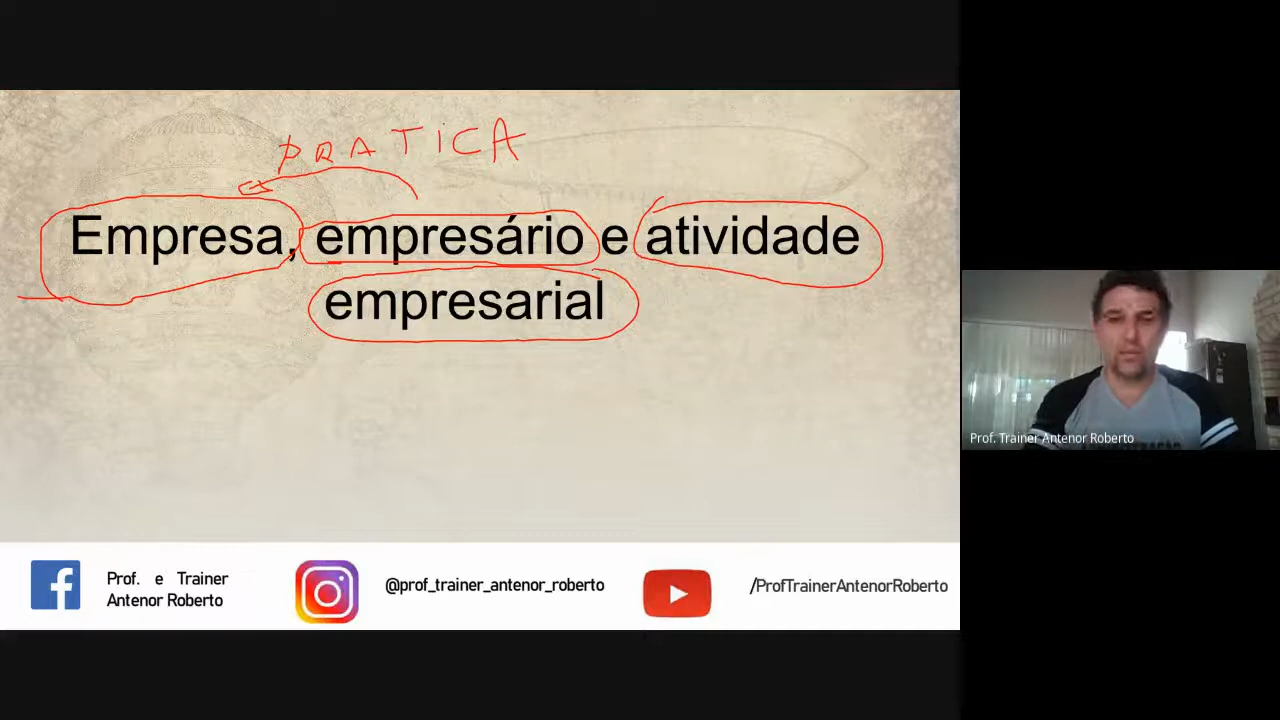 PRATICA
Empresa, empresário e atividade
empresarial
Prof. Trainer Antenor Roberto
Prof. e Trainer
Antenor Roberto
@prof_trainer_antenor_roberto
/ProfTrainerAntenorRoberto